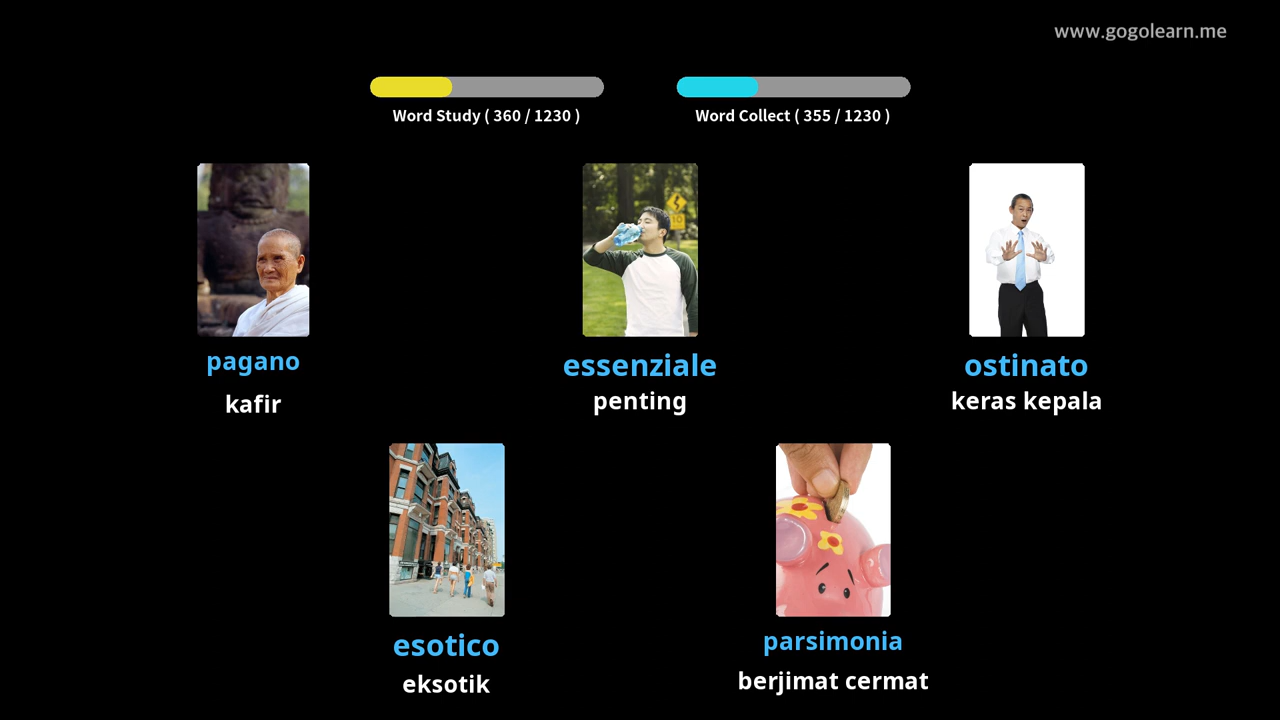 www.gogolearn.me
Word Study ( 360 / 1230 )
Word Collect ( 355 / 1230 )
pagano
kafir
essenziale
penting
ostinato
keras kepala
esotico
eksotik
parsimonia
berjimat cermat